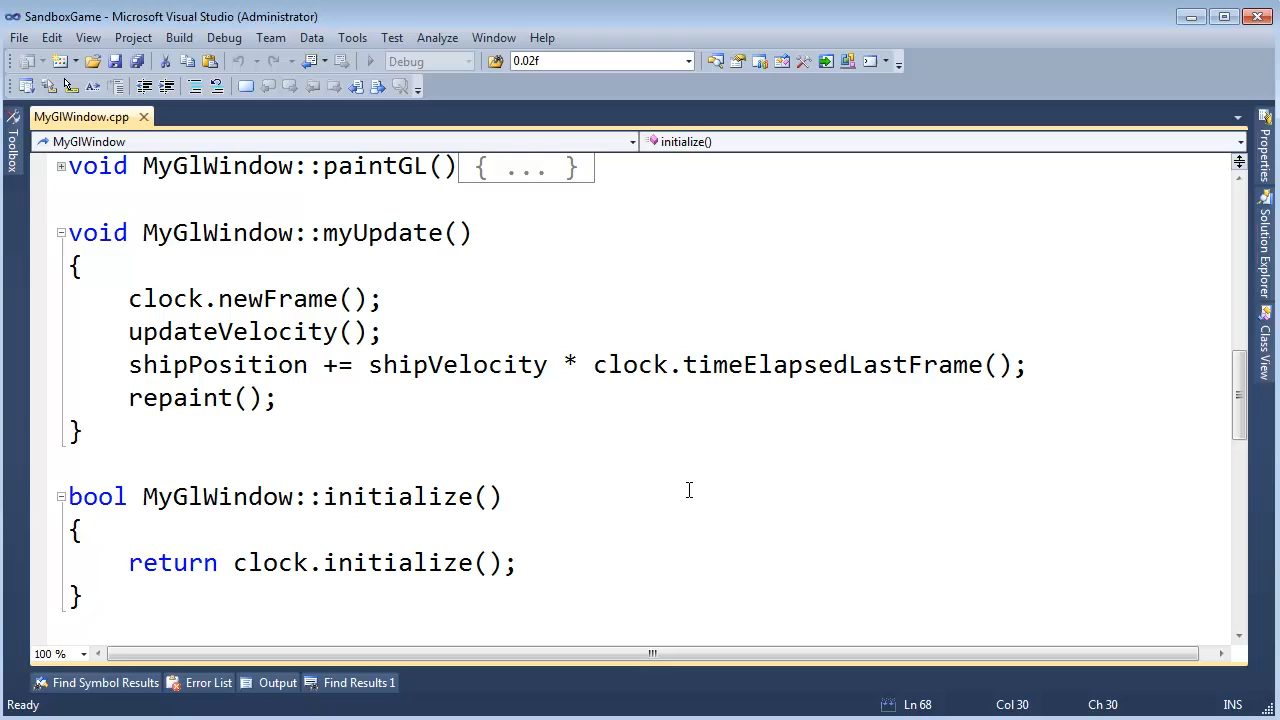 SandboxGame - Microsoft Visual Studio (Administrator)
File Edit View Project Build Debug Team Data Tools Test Analyze Window Help
Debug 0.02f
MyGlWindow.cpp
MyGlWindow initialize()
void MyGlWindow::paintGL() { ... }
void MyGlWindow::myUpdate()
{
clock.newFrame();
updateVelocity();
shipPosition += shipVelocity * clock.timeElapsedLastFrame();
repaint();
}
bool MyGlWindow::initialize()
{
return clock.initialize();
}
100 %
Find Symbol Results Error List Output Find Results 1
Ready Ln 68 Col 30 Ch 30 INS
Toolbox
Properties
Solution Explorer
Class View